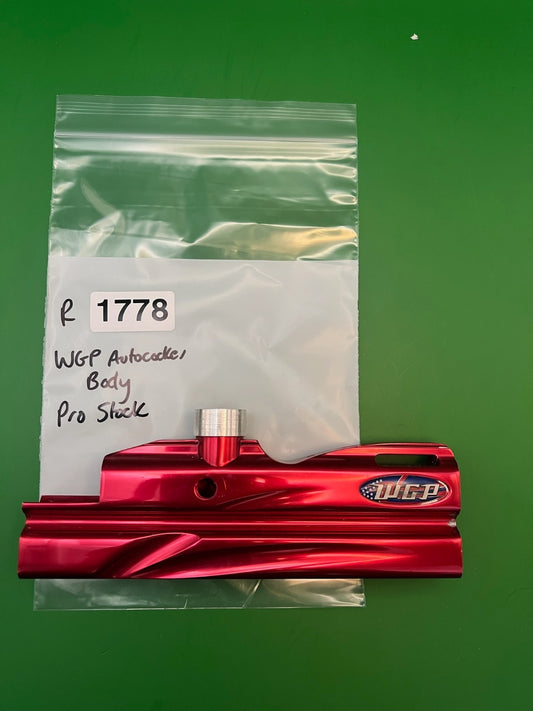 R 1778
WGP Autococker
Body
Pro Stock
WGP